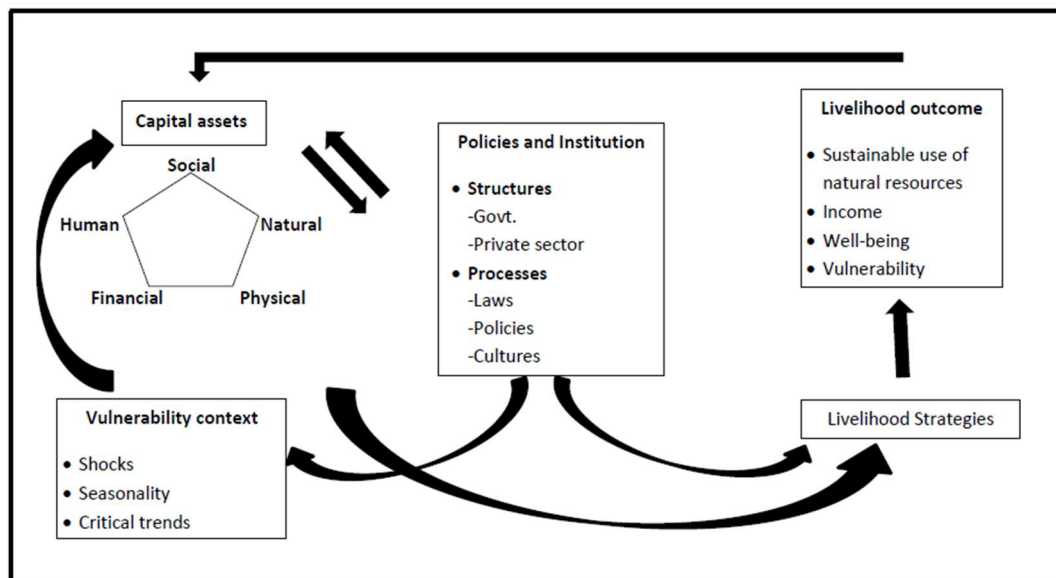 Capital assets
Social
Human
Natural
Financial
Physical
Policies and Institution
• Structures
-Govt.
-Private sector
• Processes
-Laws
-Policies
-Cultures
Livelihood outcome
• Sustainable use of
natural resources
• Income
• Well-being
• Vulnerability
Vulnerability context
• Shocks
• Seasonality
• Critical trends
Livelihood Strategies